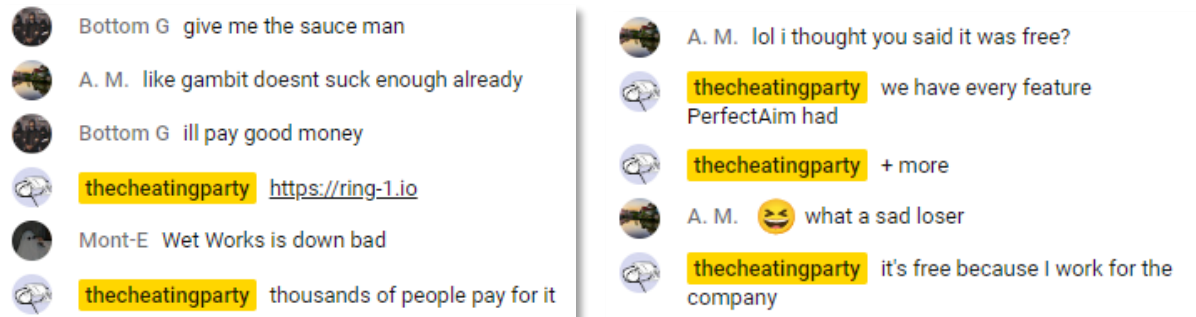 Bottom G give me the sauce man
A. M. like gambit doesnt suck enough already
Bottom G ill pay good money
thecheatingparty https://ring-1.io
Mont-E Wet Works is down bad
thecheatingparty thousands of people pay for it
A. M. lol i thought you said it was free?
thecheatingparty we have every feature
PerfectAim had
thecheatingparty + more
A. M. 😆 what a sad loser
thecheatingparty it's free because I work for the
company